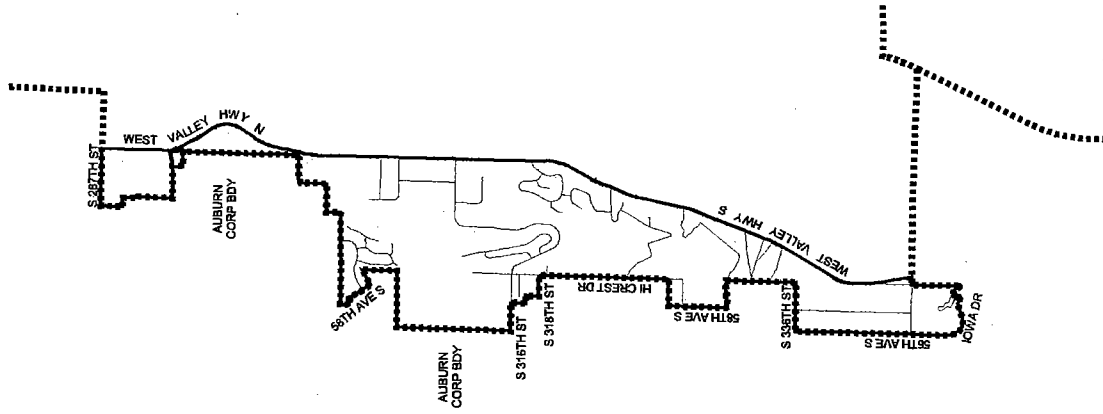 S 287TH ST
WEST VALLEY HWY N
AUBURN
CORP BDY
58TH AVE S
AUBURN
CORP BDY
S 316TH ST
S 318TH ST
HI CREST DR
58TH AVE S
WEST VALLEY HWY S
S 336TH ST
56TH AVE S
IOWA DR